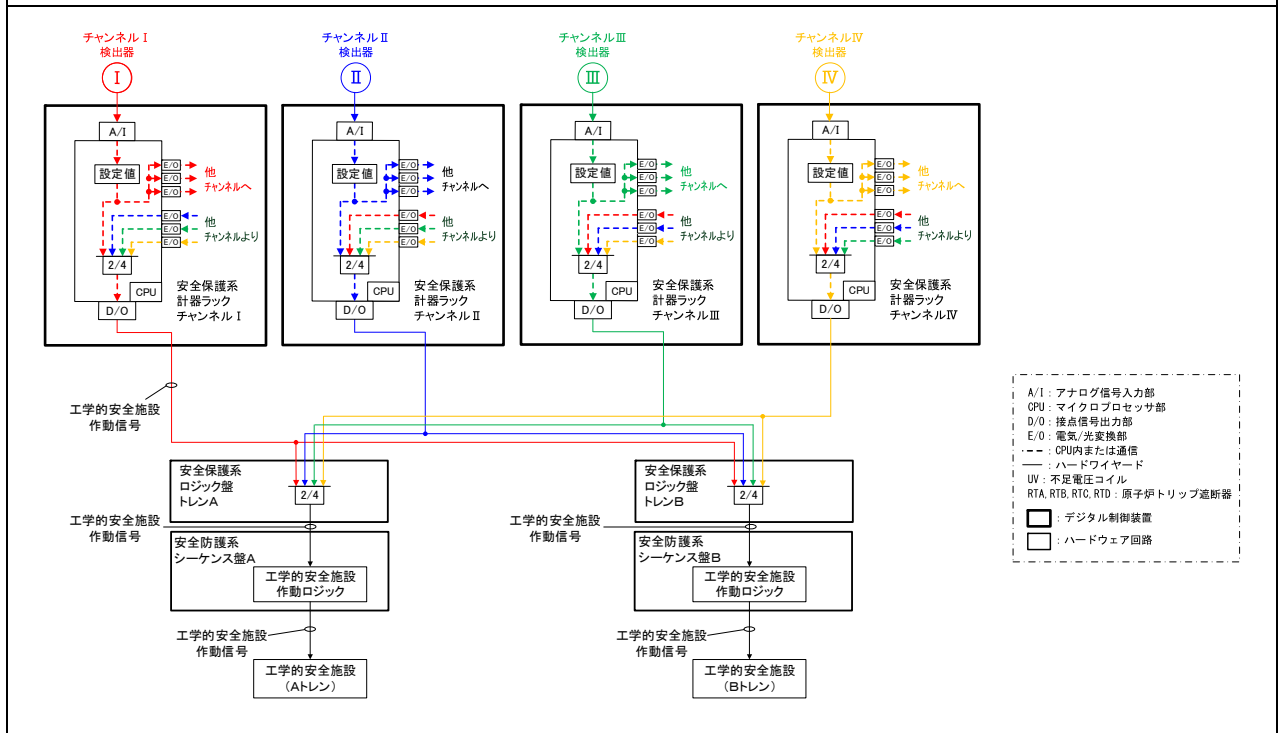 チャンネルⅠ
検出器
Ⅰ
チャンネルⅡ
検出器
Ⅱ
チャンネルⅢ
検出器
Ⅲ
チャンネルⅣ
検出器
Ⅳ
A/I
設定値
E/O
E/O
E/O
他
チャンネルへ
E/O
E/O
E/O
他
チャンネルより
2/4
CPU
D/O
安全保護系
計器ラック
チャンネルⅠ
A/I
設定値
E/O
E/O
E/O
他
チャンネルへ
E/O
E/O
E/O
他
チャンネルより
2/4
CPU
D/O
安全保護系
計器ラック
チャンネルⅡ
A/I
設定値
E/O
E/O
E/O
他
チャンネルへ
E/O
E/O
E/O
他
チャンネルより
2/4
CPU
D/O
安全保護系
計器ラック
チャンネルⅢ
A/I
設定値
E/O
E/O
E/O
他
チャンネルへ
E/O
E/O
E/O
他
チャンネルより
2/4
CPU
D/O
安全保護系
計器ラック
チャンネルⅣ
工学的安全施設
作動信号
安全保護系
ロジック盤
トレンA
2/4
工学的安全施設
作動信号
安全防護系
シーケンス盤A
工学的安全施設
作動ロジック
工学的安全施設
作動信号
工学的安全施設
(Aトレン)
安全保護系
ロジック盤
トレンB
2/4
工学的安全施設
作動信号
安全防護系
シーケンス盤B
工学的安全施設
作動ロジック
工学的安全施設
作動信号
工学的安全施設
(Bトレン)
A/I:アナログ信号入力部
CPU:マイクロプロセッサ部
D/O:接点信号出力部
E/O:電気/光変換部
:CPU内または通信
:ハードワイヤード
UV:不足電圧コイル
RTA, RTB, RTC, RTD:原子炉トリップ遮断器
:デジタル制御装置
:ハードウェア回路